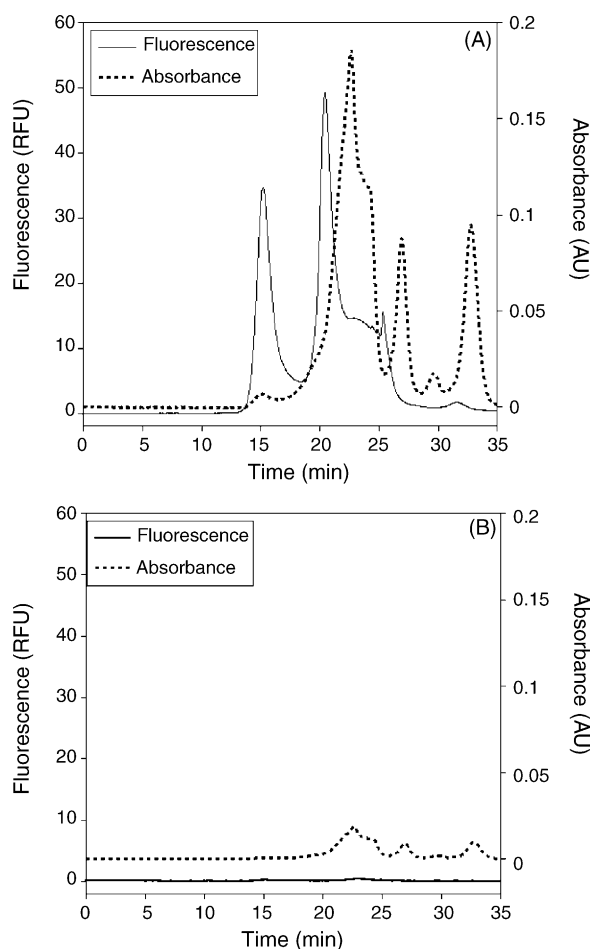 (A)
Fluorescence
Absorbance
60
50
40
30
20
10
0
0.2
0.15
0.1
0.05
0
Fluorescence (RFU)
Absorbance (AU)
0 5 10 15 20 25 30 35
Time (min)
(B)
Fluorescence
Absorbance
60
50
40
30
20
10
0
0.2
0.15
0.1
0.05
0
Fluorescence (RFU)
Absorbance (AU)
0 5 10 15 20 25 30 35
Time (min)